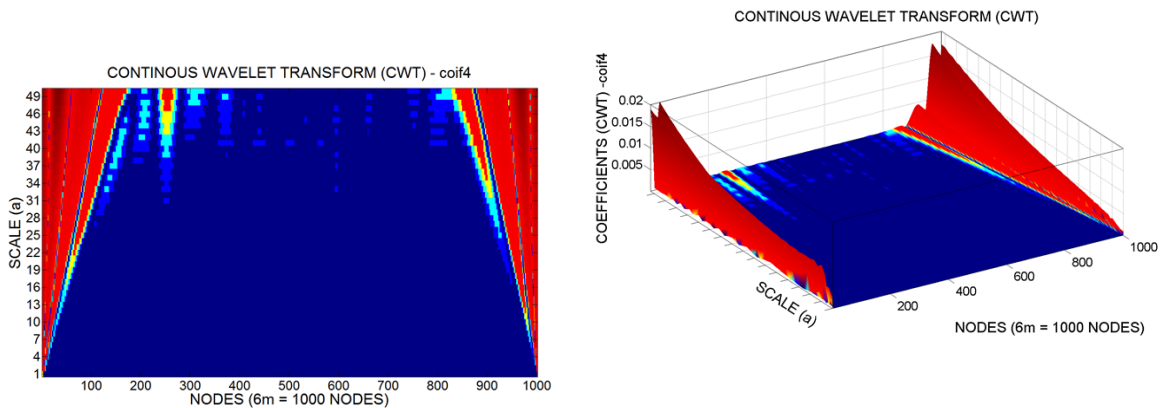 CONTINOUS WAVELET TRANSFORM (CWT) - coif4
SCALE (a)
49
46
43
40
37
34
31
28
25
22
19
16
13
10
7
4
1
100 200 300 400 500 600 700 800 900 1000
NODES (6m = 1000 NODES)
CONTINOUS WAVELET TRANSFORM (CWT)
COEFFICIENTS (CWT) -coif4
0.02
0.015
0.01
0.005
SCALE (a)
200 400 600 800 1000
NODES (6m = 1000 NODES)